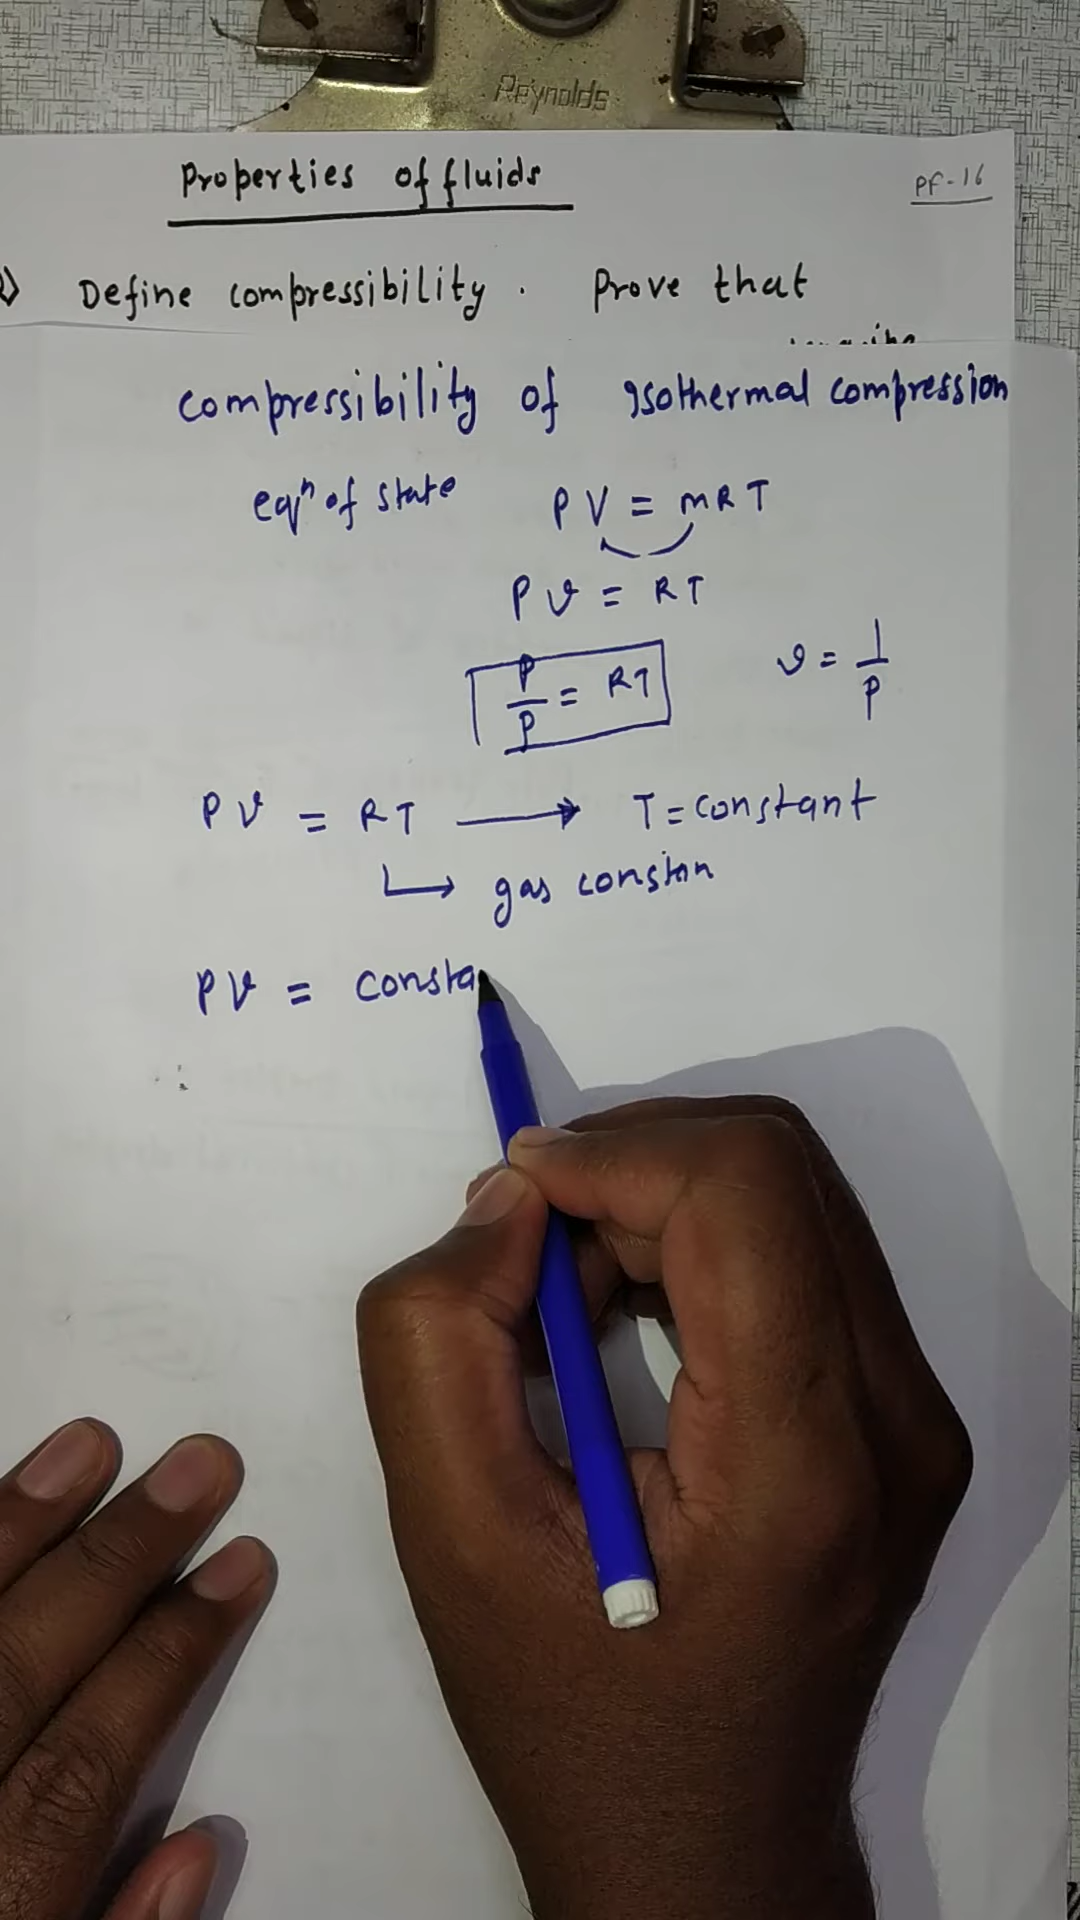 Reynolds
Properties of fluids
PF-16
Define compressibility. Prove that
compressibility of Isothermal compression
eqⁿ of state PV = mRT
Pv = RT
P/ρ = RT v = 1/ρ
Pv = RT → T = constant
↳ gas constan
Pv = consta
∴